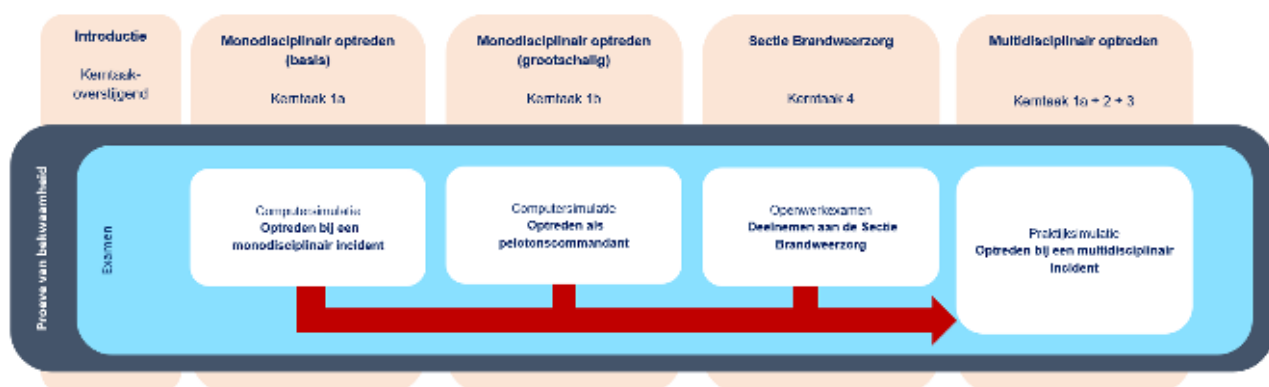 Introductie
Kerntaak-
overstijgend
Monodisciplinair optreden
(basis)
Kerntaak 1a
Monodisciplinair optreden
(grootschalig)
Kerntaak 1b
Sectie Brandweerzorg
Kerntaak 4
Multidisciplinair optreden
Kerntaak 1a + 2 + 3
Proeve van bekwaamheid
Examen
Computersimulatie
Optreden bij een
monodisciplinair incident
Computersimulatie
Optreden als
pelotonscommandant
Openwerkexamen
Deelnemen aan de Sectie
Brandweerzorg
Praktijksimulatie
Optreden bij een multidisciplinair
incident